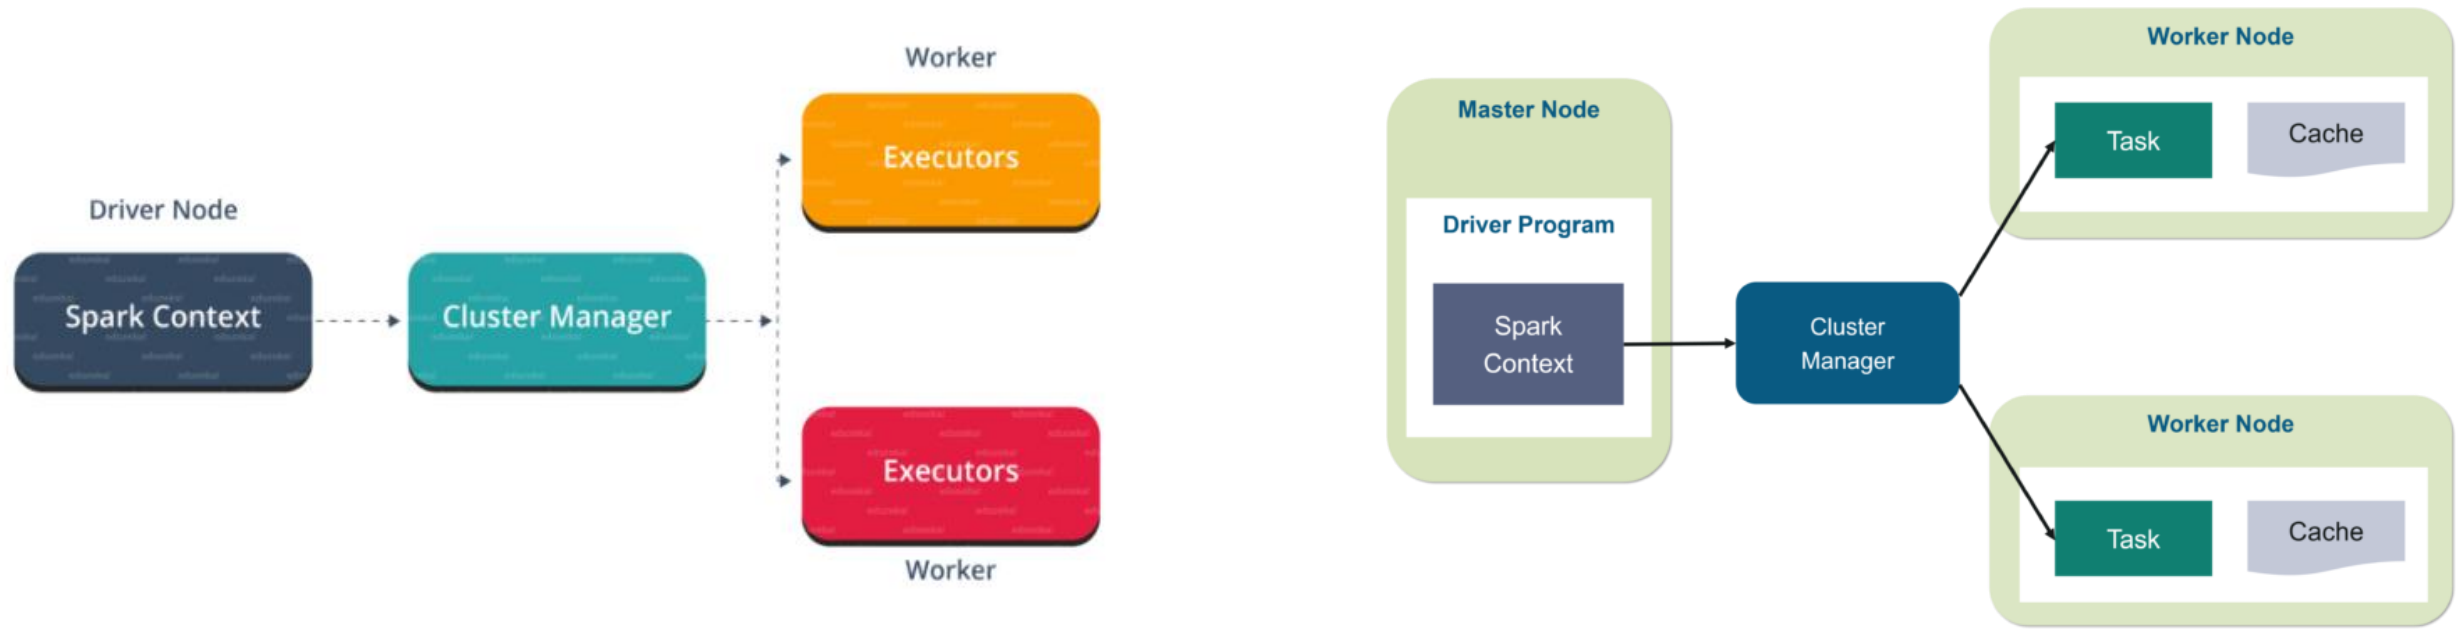 Worker
Executors
Driver Node
Spark Context
Cluster Manager
Executors
Worker
Master Node
Driver Program
Spark
Context
Cluster
Manager
Worker Node
Task
Cache
Worker Node
Task
Cache